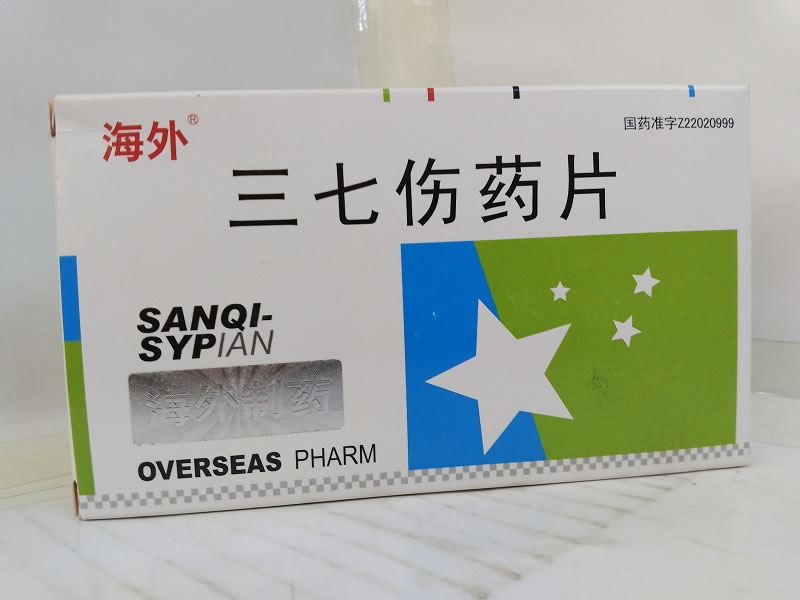 海外®
国药准字Z22020999
三七伤药片
SANQI-
SYPIAN
海外制药
OVERSEAS PHARM